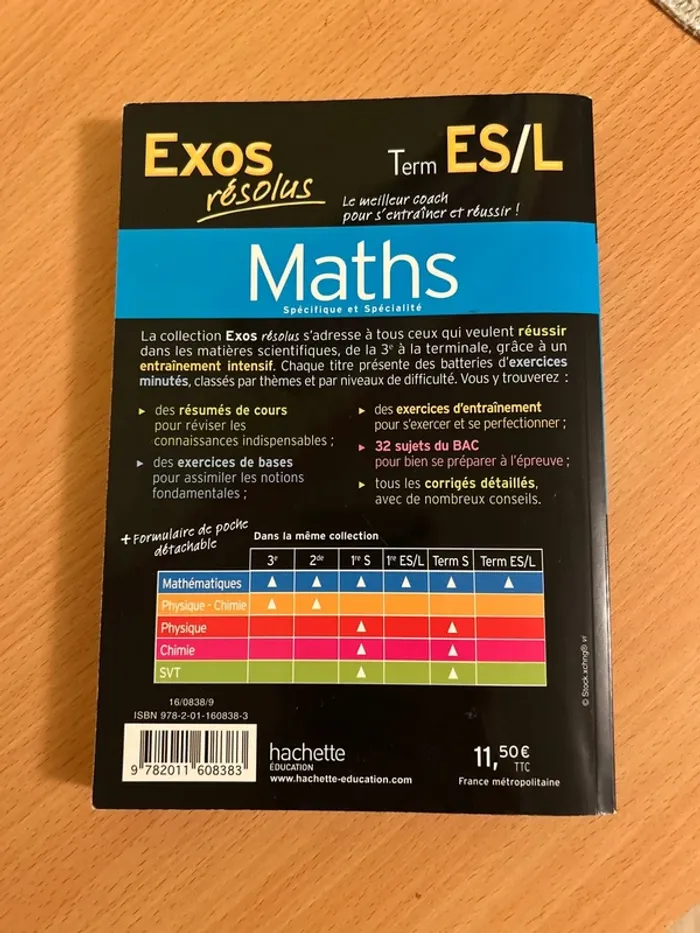 Exos
résolus
Term ES/L
Le meilleur coach
pour s'entraîner et réussir !
Maths
Spécifique et Spécialité
La collection Exos résolus s'adresse à tous ceux qui veulent réussir
dans les matières scientifiques, de la 3e à la terminale, grâce à un
entraînement intensif. Chaque titre présente des batteries d'exercices
minutés, classés par thèmes et par niveaux de difficulté. Vous y trouverez :
▸ des résumés de cours
pour réviser les
connaissances indispensables ;
▸ des exercices de bases
pour assimiler les notions
fondamentales ;
▸ des exercices d'entraînement
pour s'exercer et se perfectionner ;
▸ 32 sujets du BAC
pour bien se préparer à l'épreuve ;
▸ tous les corrigés détaillés,
avec de nombreux conseils.
+ Formulaire de poche
détachable
Dans la même collection
3e 2de 1re S 1re ES/L Term S Term ES/L
Mathématiques ▲ ▲ ▲ ▲ ▲ ▲
Physique - Chimie ▲ ▲
Physique ▲ ▲
Chimie ▲ ▲
SVT ▲ ▲
© Stock.xchng® vi
16/0838/9
ISBN 978-2-01-160838-3
9 782011 608383
hachette
ÉDUCATION
www.hachette-education.com
11,50 €
TTC
France métropolitaine